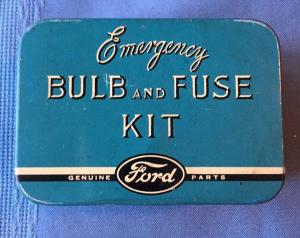 Emergency
BULB AND FUSE
KIT
GENUINE Ford PARTS